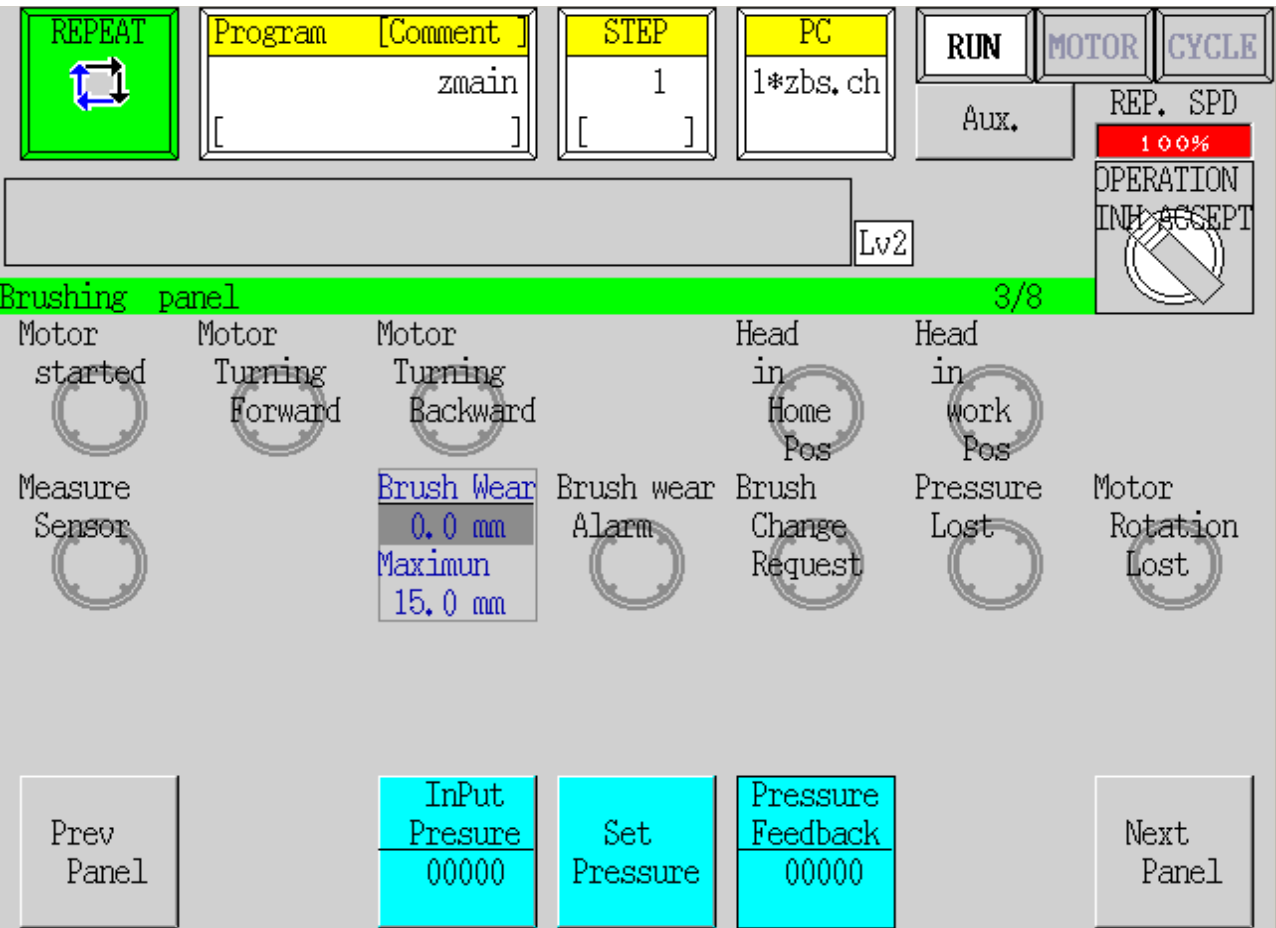 REPEAT
Program [Comment ]
zmain
[ ]
STEP
1
[ ]
PC
1*zbs.ch
RUN
MOTOR
CYCLE
Aux.
REP. SPD
100%
OPERATION
INH ACCEPT
Lv2
Brushing panel 3/8
Motor
started
Motor
Turning
Forward
Motor
Turning
Backward
Head
in
Home
Pos
Head
in
work
Pos
Measure
Sensor
Brush Wear
0.0 mm
Maximun
15.0 mm
Brush wear
Alarm
Brush
Change
Request
Pressure
Lost
Motor
Rotation
Lost
Prev
Panel
InPut
Presure
00000
Set
Pressure
Pressure
Feedback
00000
Next
Panel